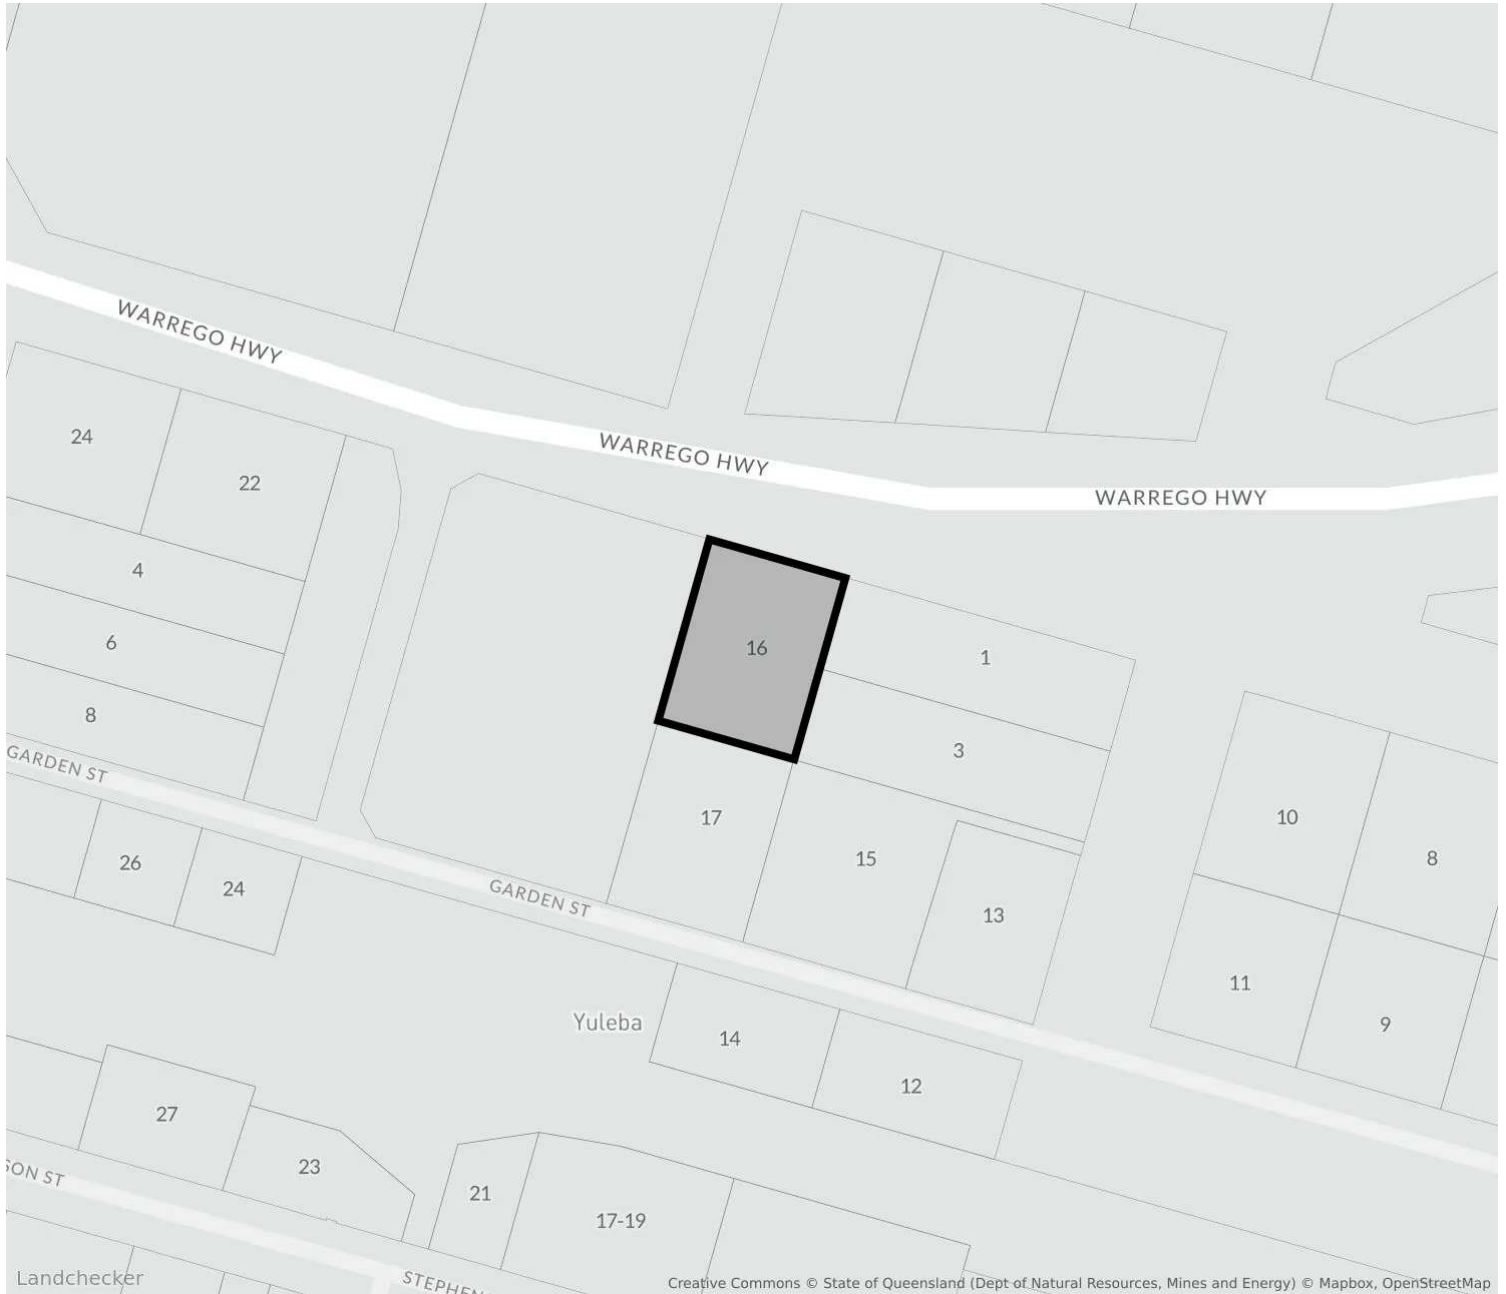 WARREGO HWY
24
22
WARREGO HWY
WARREGO HWY
4
6
8
16
1
3
GARDEN ST
17
15
10
8
26
24
GARDEN ST
13
11
9
Yuleba
14
12
27
23
21
17-19
SON ST
STEPHEN
Landchecker
Creative Commons © State of Queensland (Dept of Natural Resources, Mines and Energy) © Mapbox, OpenStreetMap